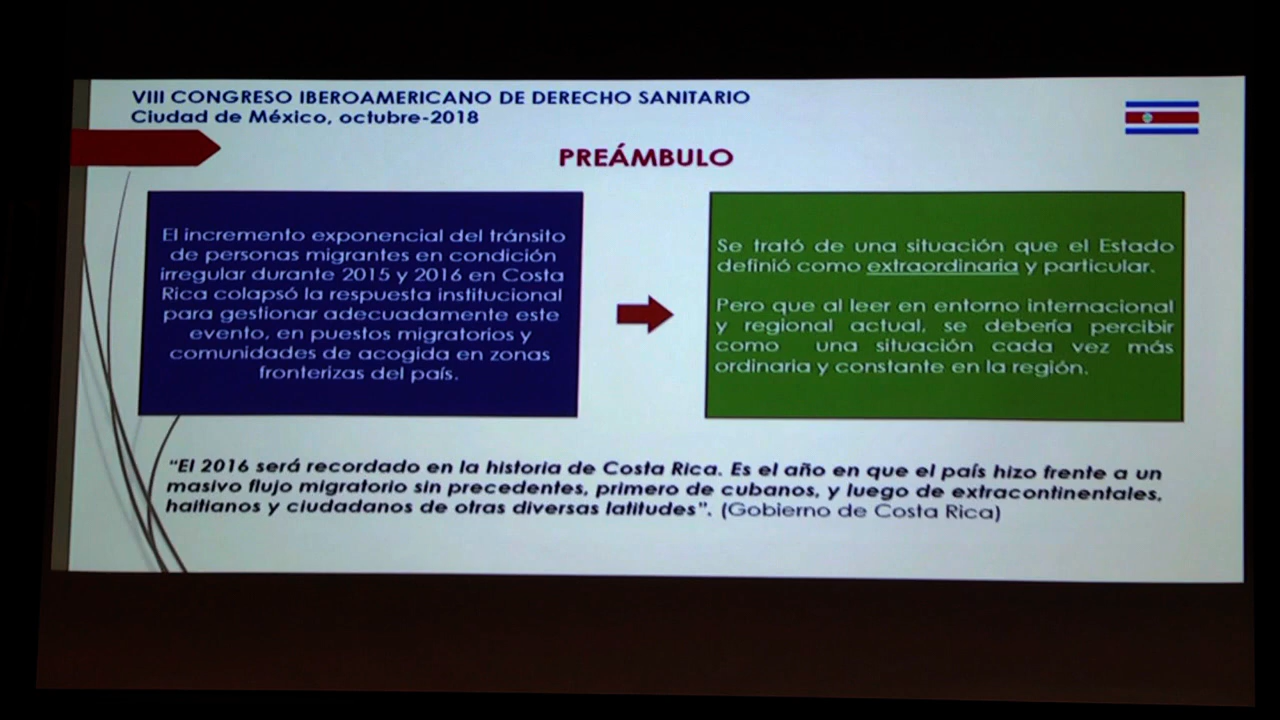 VIII CONGRESO IBEROAMERICANO DE DERECHO SANITARIO
Ciudad de México, octubre-2018
PREÁMBULO
El incremento exponencial del tránsito
de personas migrantes en condición
irregular durante 2015 y 2016 en Costa
Rica colapsó la respuesta institucional
para gestionar adecuadamente este
evento, en puestos migratorios y
comunidades de acogida en zonas
fronterizas del país.
Se trató de una situación que el Estado
definió como extraordinaria y particular.
Pero que al leer en entorno internacional
y regional actual, se debería percibir
como una situación cada vez más
ordinaria y constante en la región.
"El 2016 será recordado en la historia de Costa Rica. Es el año en que el país hizo frente a un
masivo flujo migratorio sin precedentes, primero de cubanos, y luego de extracontinentales,
haitianos y ciudadanos de otras diversas latitudes". (Gobierno de Costa Rica)